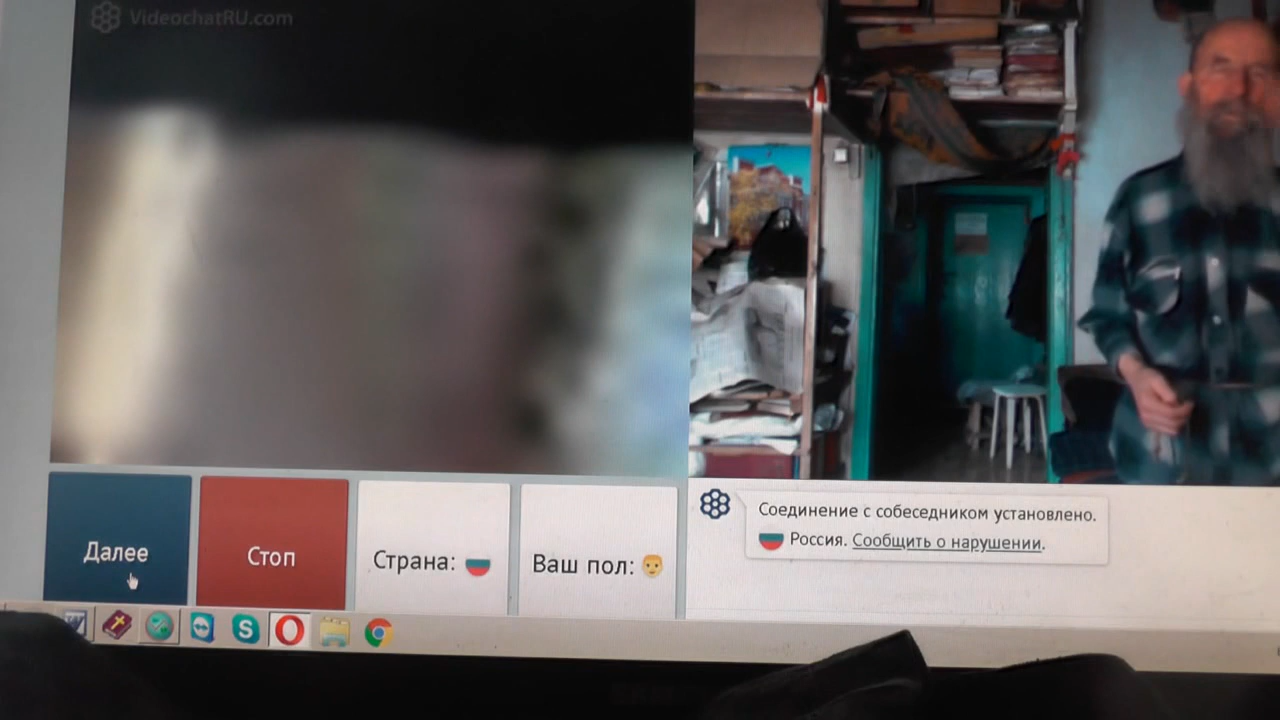 VideochatRU.com
Далее
Стоп
Страна:
Ваш пол:
Соединение с собеседником установлено.
Россия. Сообщить о нарушении.